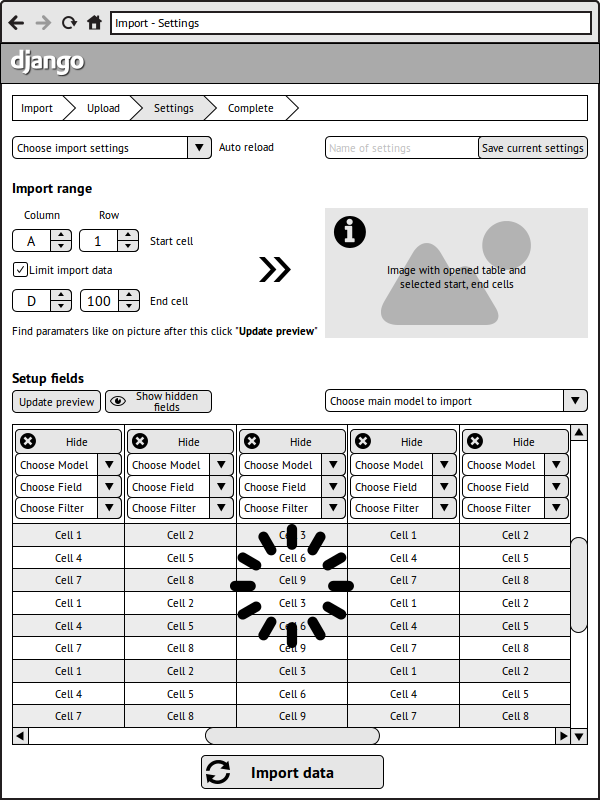 Import - Settings
django
Import Upload Settings Complete
Choose import settings Auto reload Name of settings Save current settings
Import range
Column Row
A 1 Start cell
Limit import data
D 100 End cell
Image with opened table and
selected start, end cells
Find paramaters like on picture after this click "Update preview"
Setup fields
Update preview Show hidden
fields
Choose main model to import
Hide Hide Hide Hide Hide
Choose Model Choose Model Choose Model Choose Model Choose Model
Choose Field Choose Field Choose Field Choose Field Choose Field
Choose Filter Choose Filter Choose Filter Choose Filter Choose Filter
Cell 1 Cell 2 Cell 3 Cell 1 Cell 2
Cell 4 Cell 5 Cell 6 Cell 4 Cell 5
Cell 7 Cell 8 Cell 9 Cell 7 Cell 8
Cell 1 Cell 2 Cell 3 Cell 1 Cell 2
Cell 4 Cell 5 Cell 6 Cell 4 Cell 5
Cell 7 Cell 8 Cell 9 Cell 7 Cell 8
Cell 1 Cell 2 Cell 3 Cell 1 Cell 2
Cell 4 Cell 5 Cell 6 Cell 4 Cell 5
Cell 7 Cell 8 Cell 9 Cell 7 Cell 8
Import data